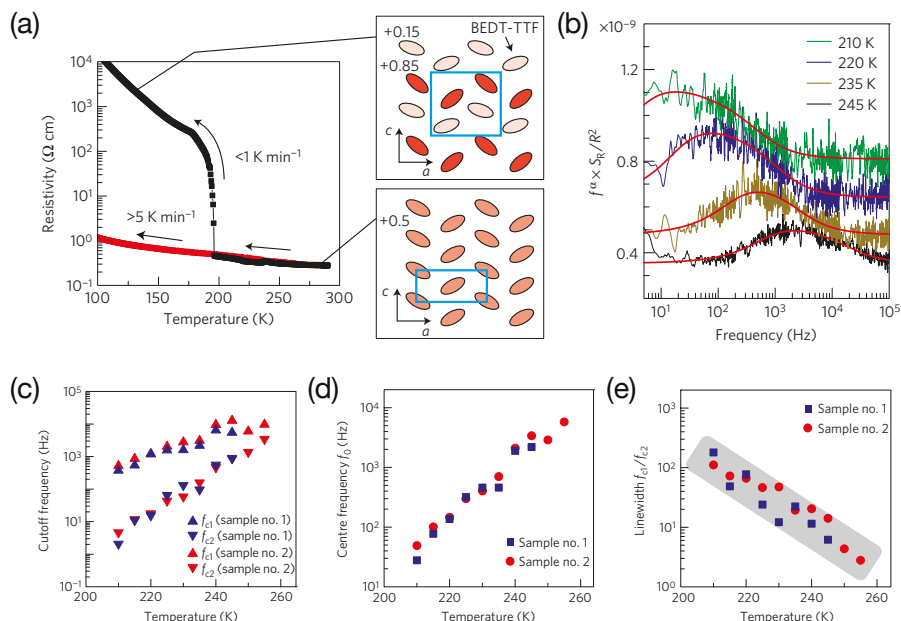 (a)
10⁴
10³
10²
10¹
10⁰
10⁻¹
Resistivity (Ω cm)
<1 K min⁻¹
>5 K min⁻¹
100 150 200 250 300
Temperature (K)
+0.15
BEDT-TTF
+0.85
c
a
+0.5
c
a
(b)
×10⁻⁹
1.2
0.8
0.4
f^α × S_R/R²
210 K
220 K
235 K
245 K
10¹ 10² 10³ 10⁴ 10⁵
Frequency (Hz)
(c)
10⁵
10³
10¹
10⁻¹
Cutoff frequency (Hz)
f_c1 (sample no. 1)
f_c2 (sample no. 1)
f_c1 (sample no. 2)
f_c2 (sample no. 2)
200 220 240 260
Temperature (K)
(d)
10⁴
10³
10²
10¹
Centre frequency f₀ (Hz)
Sample no. 1
Sample no. 2
200 220 240 260
Temperature (K)
(e)
10³
10²
10¹
10⁰
Linewidth f_c1/f_c2
Sample no. 1
Sample no. 2
200 220 240 260
Temperature (K)